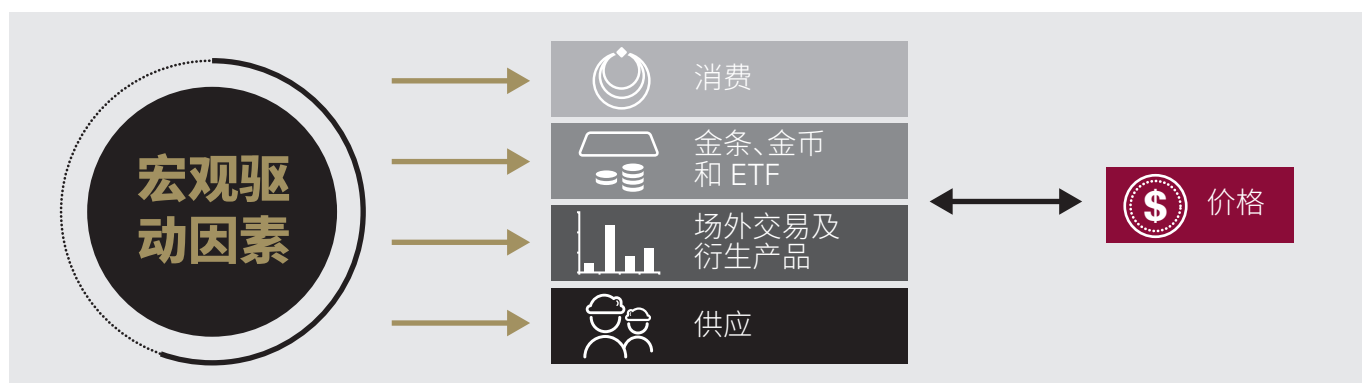 宏观驱
动因素
消费
金条、金币
和 ETF
场外交易及
衍生产品
供应
$
价格